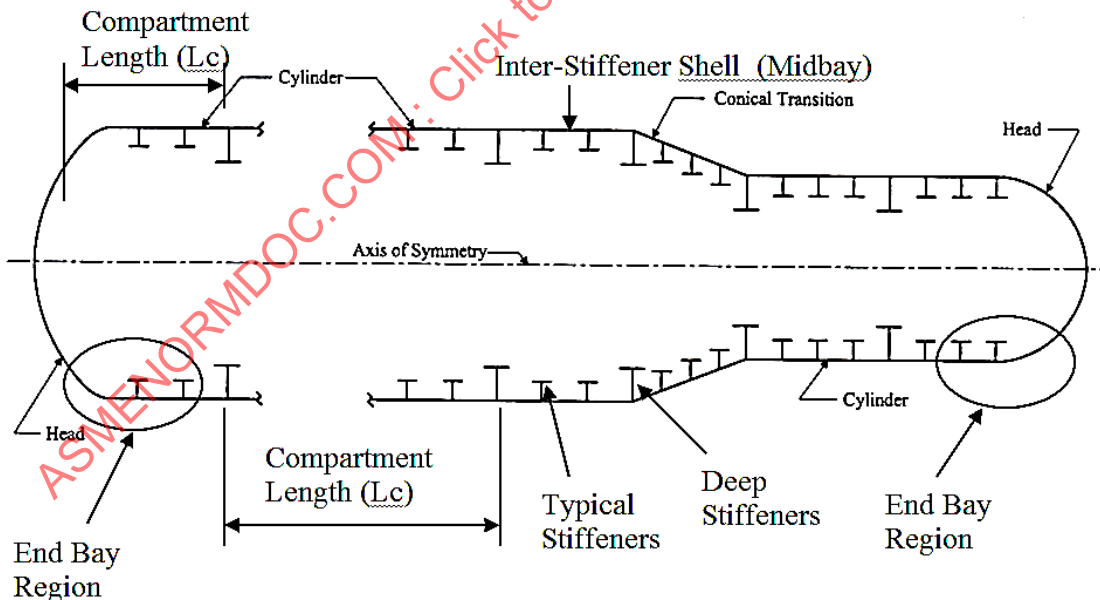 Compartment
Length (Lc)
Cylinder
Inter-Stiffener Shell (Midbay)
Conical Transition
Head
Axis of Symmetry
Head
Cylinder
Compartment
Length (Lc)
Typical
Stiffeners
Deep
Stiffeners
End Bay
Region
End Bay
Region
ASMENORMDOC.COM : Click to